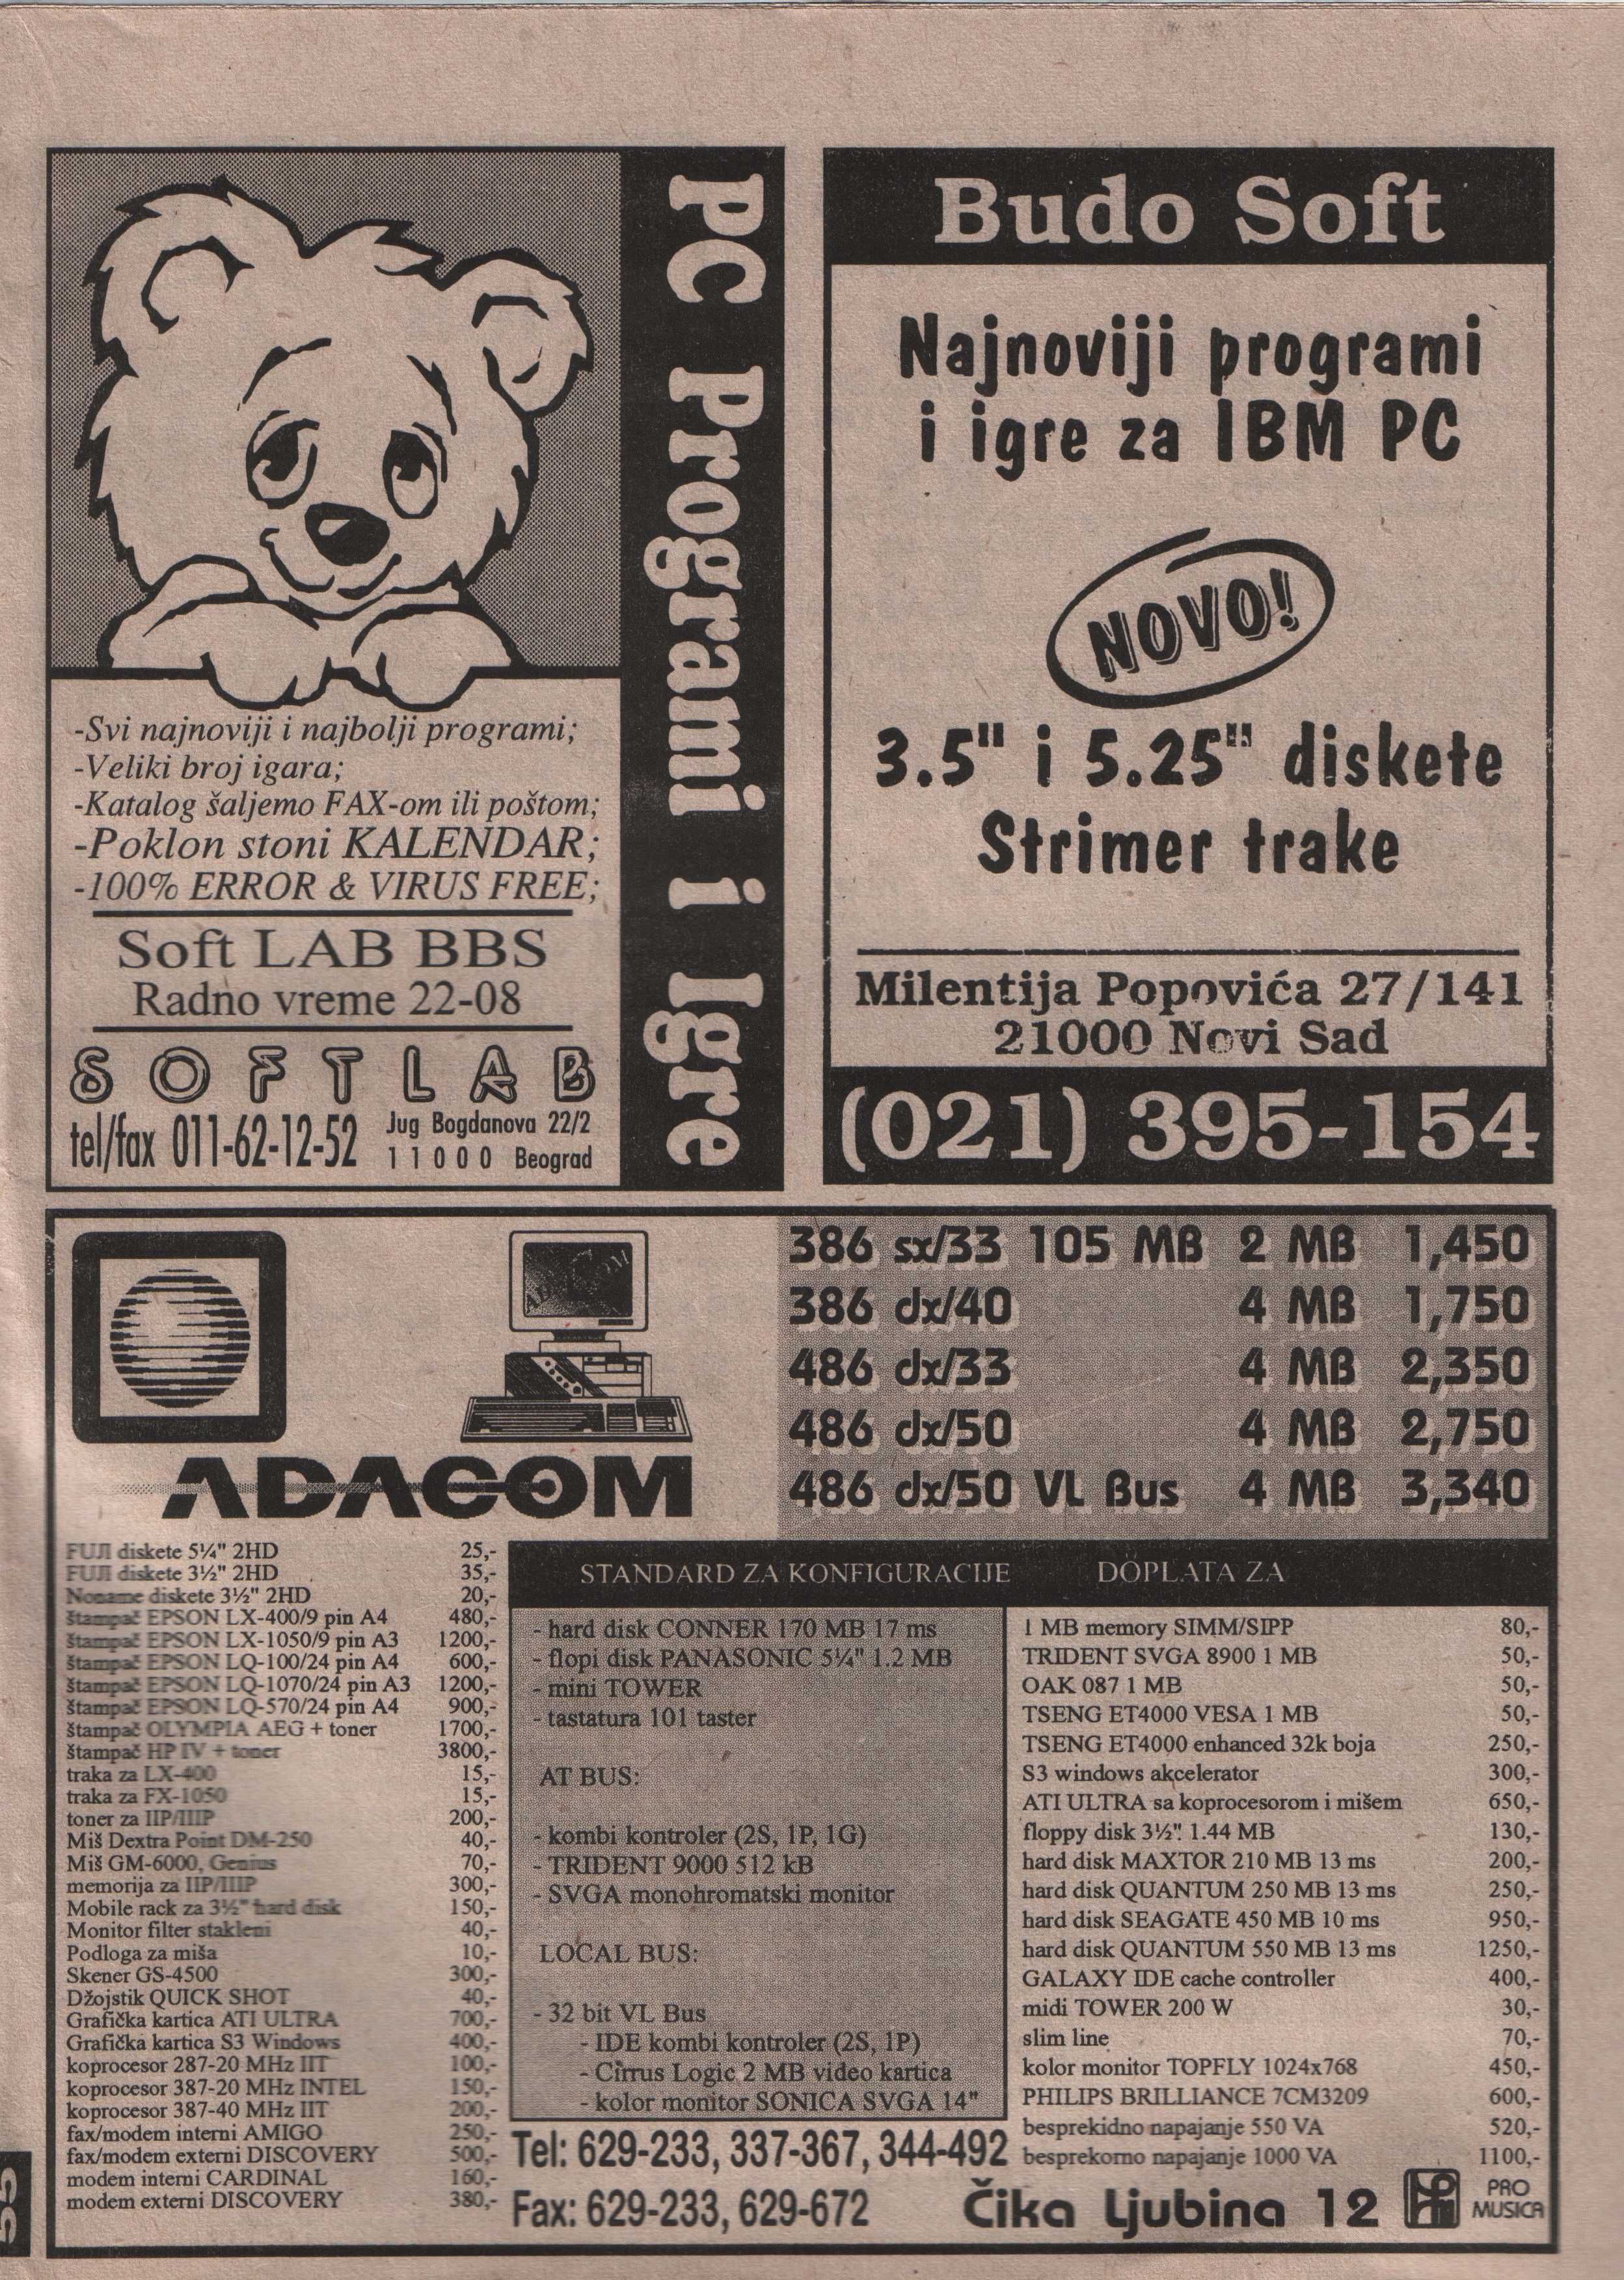 PC Programi i Igre
-Svi najnoviji i najbolji programi;
-Veliki broj igara;
-Katalog šaljemo FAX-om ili poštom;
-Poklon stoni KALENDAR;
-100% ERROR & VIRUS FREE;
Soft LAB BBS
Radno vreme 22-08
SOFTLAB
tel/fax 011-62-12-52
Jug Bogdanova 22/2
11000 Beograd
Budo Soft
Najnoviji programi
i igre za IBM PC
NOVO!
3.5" i 5.25" diskete
Strimer trake
Milentija Popovića 27/141
21000 Novi Sad
(021) 395-154
ADACOM
386 sx/33 105 MB 2 MB 1,450
386 dx/40 4 MB 1,750
486 dx/33 4 MB 2,350
486 dx/50 4 MB 2,750
486 dx/50 VL Bus 4 MB 3,340
FUJI diskete 5¼" 2HD 25,-
FUJI diskete 3½" 2HD 35,-
Noname diskete 3½" 2HD 20,-
štampač EPSON LX-400/9 pin A4 480,-
štampač EPSON LX-1050/9 pin A3 1200,-
štampač EPSON LQ-100/24 pin A4 600,-
štampač EPSON LQ-1070/24 pin A3 1200,-
štampač EPSON LQ-570/24 pin A4 900,-
štampač OLYMPIA AEG + toner 1700,-
štampač HP IV + toner 3800,-
traka za LX-400 15,-
traka za FX-1050 15,-
toner za IIP/IIIP 200,-
Miš Dextra Point DM-250 40,-
Miš GM-6000, Genius 70,-
memorija za IIP/IIIP 300,-
Mobile rack za 3½" hard disk 150,-
Monitor filter stakleni 40,-
Podloga za miša 10,-
Skener GS-4500 300,-
Džojstik QUICK SHOT 40,-
Grafička kartica ATI ULTRA 700,-
Grafička kartica S3 Windows 400,-
koprocesor 287-20 MHz IIT 100,-
koprocesor 387-20 MHz INTEL 150,-
koprocesor 387-40 MHz IIT 200,-
fax/modem interni AMIGO 250,-
fax/modem externi DISCOVERY 500,-
modem interni CARDINAL 160,-
modem externi DISCOVERY 380,-
STANDARD ZA KONFIGURACIJE
- hard disk CONNER 170 MB 17 ms
- flopi disk PANASONIC 5¼" 1.2 MB
- mini TOWER
- tastatura 101 taster
AT BUS:
- kombi kontroler (2S, 1P, 1G)
- TRIDENT 9000 512 kB
- SVGA monohromatski monitor
LOCAL BUS:
- 32 bit VL Bus
- IDE kombi kontroler (2S, 1P)
- Cirrus Logic 2 MB video kartica
- kolor monitor SONICA SVGA 14"
DOPLATA ZA
1 MB memory SIMM/SIPP 80,-
TRIDENT SVGA 8900 1 MB 50,-
OAK 087 1 MB 50,-
TSENG ET4000 VESA 1 MB 50,-
TSENG ET4000 enhanced 32k boja 250,-
S3 windows akcelerator 300,-
ATI ULTRA sa koprocesorom i mišem 650,-
floppy disk 3½" 1.44 MB 130,-
hard disk MAXTOR 210 MB 13 ms 200,-
hard disk QUANTUM 250 MB 13 ms 250,-
hard disk SEAGATE 450 MB 10 ms 950,-
hard disk QUANTUM 550 MB 13 ms 1250,-
GALAXY IDE cache controller 400,-
midi TOWER 200 W 30,-
slim line 70,-
kolor monitor TOPFLY 1024x768 450,-
PHILIPS BRILLIANCE 7CM3209 600,-
besprekidno napajanje 550 VA 520,-
besprekorno napajanje 1000 VA 1100,-
Tel: 629-233, 337-367, 344-492
Fax: 629-233, 629-672
Čika Ljubina 12
PRO
MUSICA